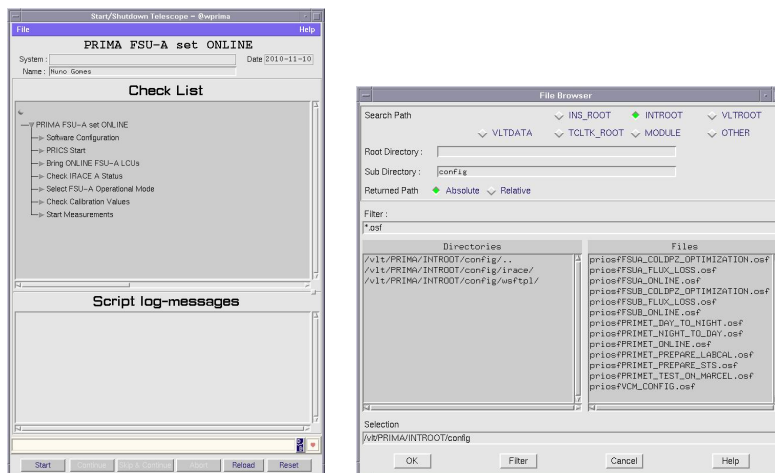 Start/Shutdown Telescope - @wprima
File Help
PRIMA FSU-A set ONLINE
System : Date 2010-11-10
Name : Nuno Gomes
Check List
PRIMA FSU-A set ONLINE
Software Configuration
PRICS Start
Bring ONLINE FSU-A LCUs
Check IRACE A Status
Select FSU-A Operational Mode
Check Calibration Values
Start Measurements
Script log-messages
Start Continue Skip & Continue Abort Reload Reset
File Browser
Search Path INS_ROOT INTROOT VLTROOT
VLTDATA TCLTK_ROOT MODULE OTHER
Root Directory :
Sub Directory : config
Returned Path Absolute Relative
Filter :
*.osf
Directories
/vlt/PRIMA/INTROOT/config/..
/vlt/PRIMA/INTROOT/config/irace/
/vlt/PRIMA/INTROOT/config/wsftpl/
Files
priosfFSUA_COLDPZ_OPTIMIZATION.osf
priosfFSUA_FLUX_LOSS.osf
priosfFSUA_ONLINE.osf
priosfFSUB_COLDPZ_OPTIMIZATION.osf
priosfFSUB_FLUX_LOSS.osf
priosfFSUB_ONLINE.osf
priosfPRIMET_DAY_TO_NIGHT.osf
priosfPRIMET_NIGHT_TO_DAY.osf
priosfPRIMET_ONLINE.osf
priosfPRIMET_PREPARE_LABCAL.osf
priosfPRIMET_PREPARE_STS.osf
priosfPRIMET_TEST_ON_MARCEL.osf
priosfVCM_CONFIG.osf
Selection
/vlt/PRIMA/INTROOT/config
OK Filter Cancel Help